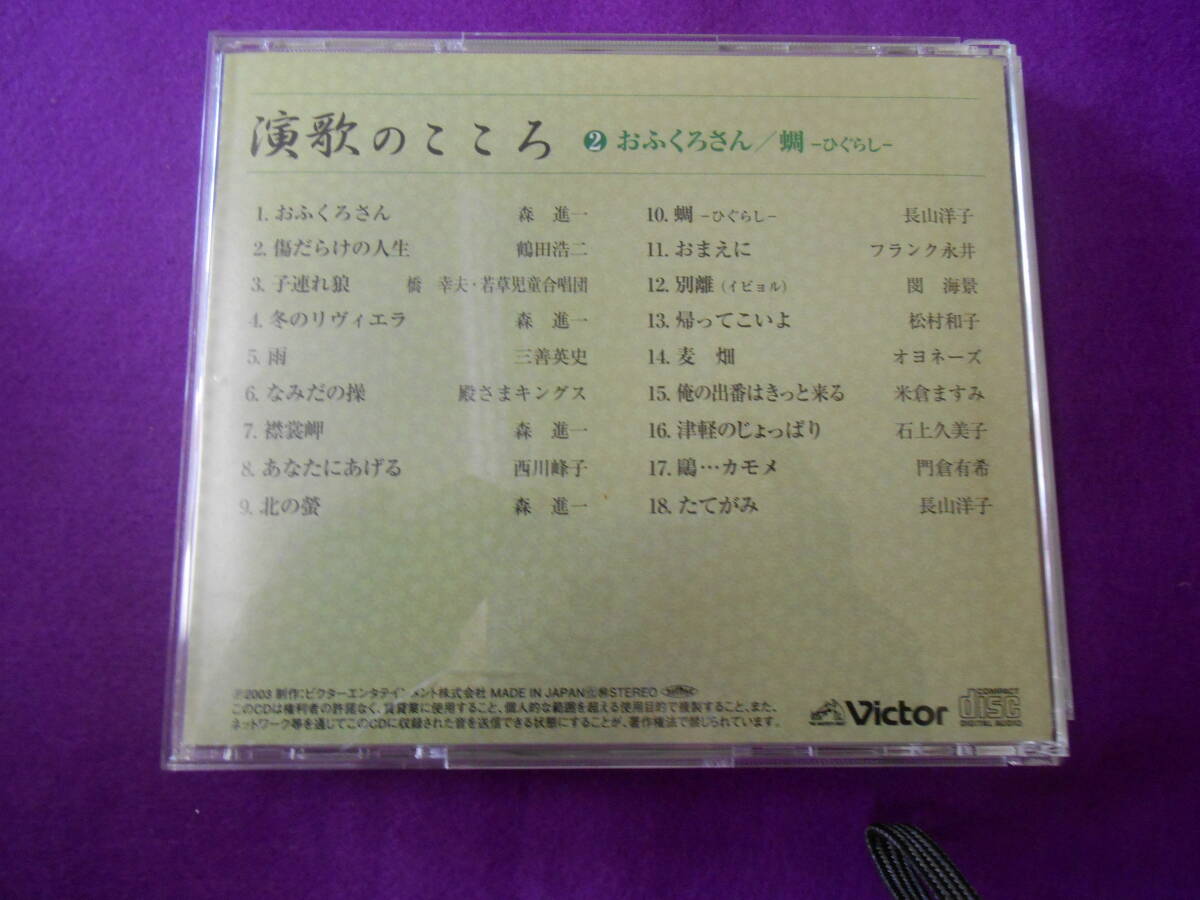 演歌のこころ ❷ おふくろさん／蜩 −ひぐらし−
1. おふくろさん 森 進一
2. 傷だらけの人生 鶴田浩二
3. 子連れ狼 橋 幸夫・若草児童合唱団
4. 冬のリヴィエラ 森 進一
5. 雨 三善英史
6. なみだの操 殿さまキングス
7. 襟裳岬 森 進一
8. あなたにあげる 西川峰子
9. 北の螢 森 進一
10. 蜩 −ひぐらし− 長山洋子
11. おまえに フランク永井
12. 別離（イビョル） 閔 海景
13. 帰ってこいよ 松村和子
14. 麦 畑 オヨネーズ
15. 俺の出番はきっと来る 米倉ますみ
16. 津軽のじょっぱり 石上久美子
17. 鷗…カモメ 門倉有希
18. たてがみ 長山洋子
℗2003 制作：ビクターエンタテインメント株式会社 MADE IN JAPAN STEREO
このCDは権利者の許諾なく、賃貸業に使用すること、個人的な範囲を超える使用目的で複製すること、また、
ネットワーク等を通じてこのCDに収録された音を送信できる状態にすることが、著作権法で禁じられています。
Victor
COMPACT
disc
DIGITAL AUDIO